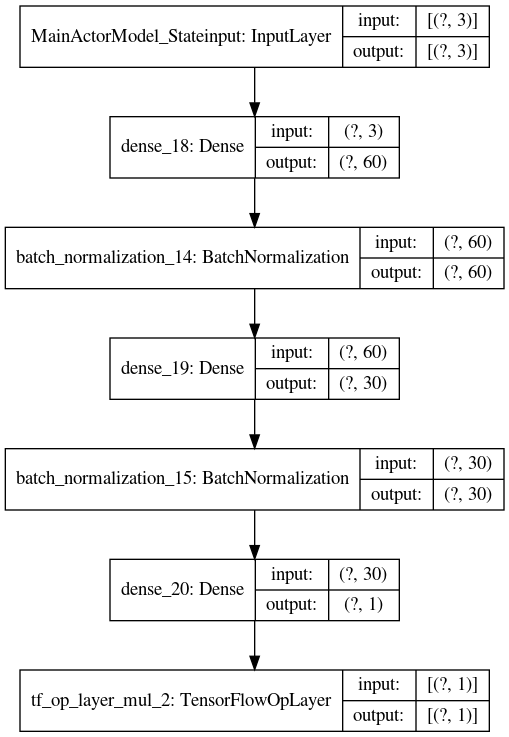 MainActorModel_Stateinput: InputLayer
input: [(?, 3)]
output: [(?, 3)]
dense_18: Dense
input: (?, 3)
output: (?, 60)
batch_normalization_14: BatchNormalization
input: (?, 60)
output: (?, 60)
dense_19: Dense
input: (?, 60)
output: (?, 30)
batch_normalization_15: BatchNormalization
input: (?, 30)
output: (?, 30)
dense_20: Dense
input: (?, 30)
output: (?, 1)
tf_op_layer_mul_2: TensorFlowOpLayer
input: [(?, 1)]
output: [(?, 1)]